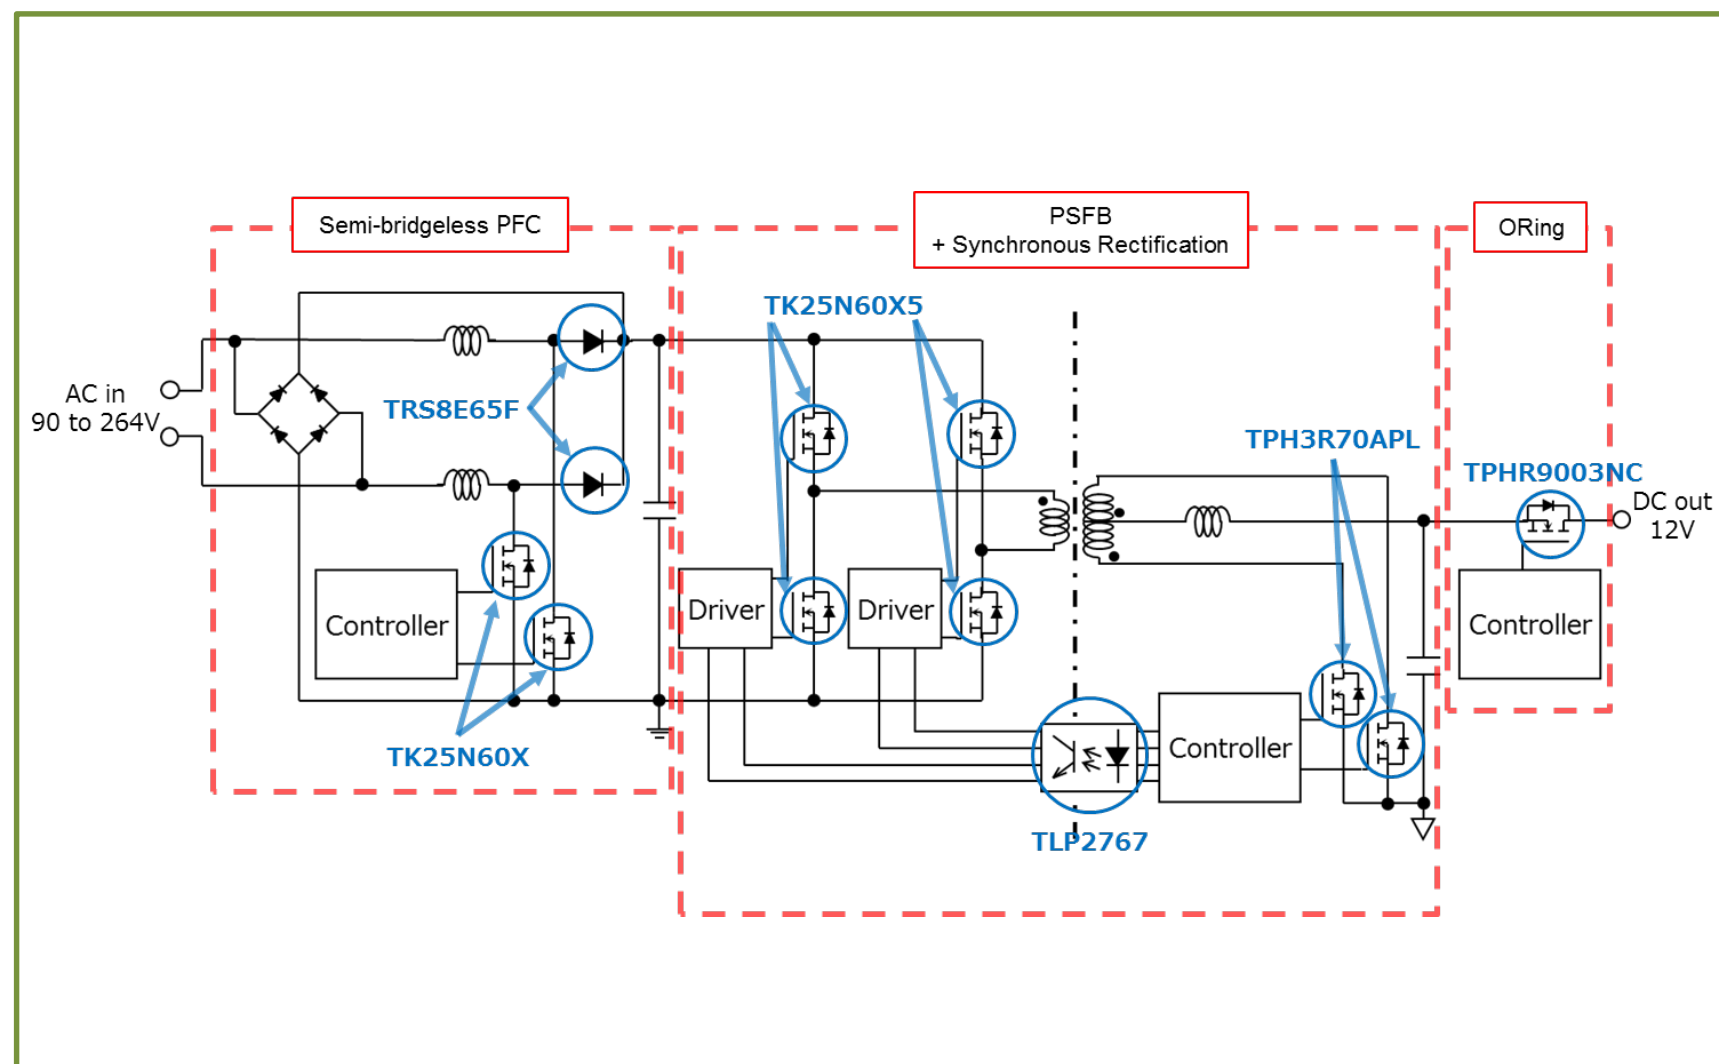 Semi-bridgeless PFC
PSFB
+ Synchronous Rectification
ORing
TK25N60X5
AC in
90 to 264V
TRS8E65F
TPH3R70APL
TPHR9003NC
DC out
12V
Controller
Driver
Driver
Controller
TK25N60X
Controller
TLP2767